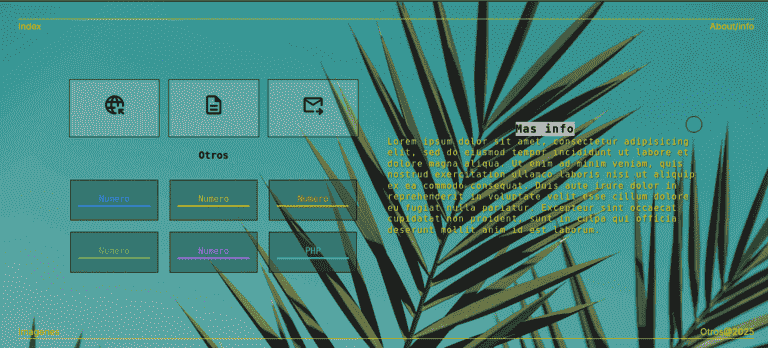 Index
About/info
Otros
Numero
Numero
Numero
Numero
Numero
PHP
Mas info
Lorem ipsum dolor sit amet, consectetur adipisicing
elit, sed do eiusmod tempor incididunt ut labore et
dolore magna aliqua. Ut enim ad minim veniam, quis
nostrud exercitation ullamco laboris nisi ut aliquip
ex ea commodo consequat. Duis aute irure dolor in
reprehenderit in voluptate velit esse cillum dolore
eu fugiat nulla pariatur. Excepteur sint occaecat
cupidatat non proident, sunt in culpa qui officia
deserunt mollit anim id est laborum.
Otros@2025